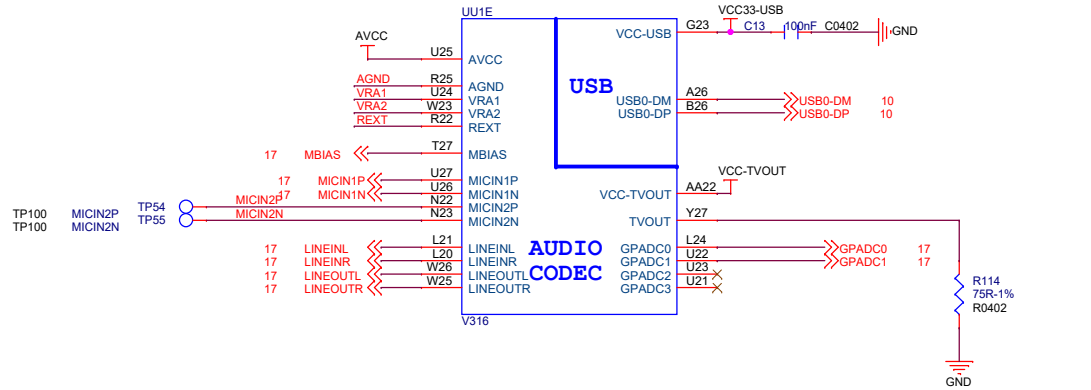 UU1E
VCC33-USB
AVCC
U25
AVCC
VCC-USB
G23
C13
100nF
C0402
GND
AGND
R25
AGND
VRA1
U24
VRA1
VRA2
W23
VRA2
REXT
R22
REXT
USB
USB0-DM
A26
USB0-DM
10
USB0-DP
B26
USB0-DP
10
17
MBIAS
T27
MBIAS
VCC-TVOUT
17
MICIN1P
U27
MICIN1P
17
MICIN1N
U26
MICIN1N
VCC-TVOUT
AA22
TP100
MICIN2P
TP54
MICIN2P
N22
MICIN2P
TP100
MICIN2N
TP55
MICIN2N
N23
MICIN2N
TVOUT
Y27
17
LINEINL
L21
LINEINL
17
LINEINR
L20
LINEINR
17
LINEOUTL
W26
LINEOUTL
17
LINEOUTR
W25
LINEOUTR
AUDIO
CODEC
GPADC0
L24
GPADC0
17
GPADC1
U22
GPADC1
17
GPADC2
U23
GPADC3
U21
R114
75R-1%
R0402
V316
GND